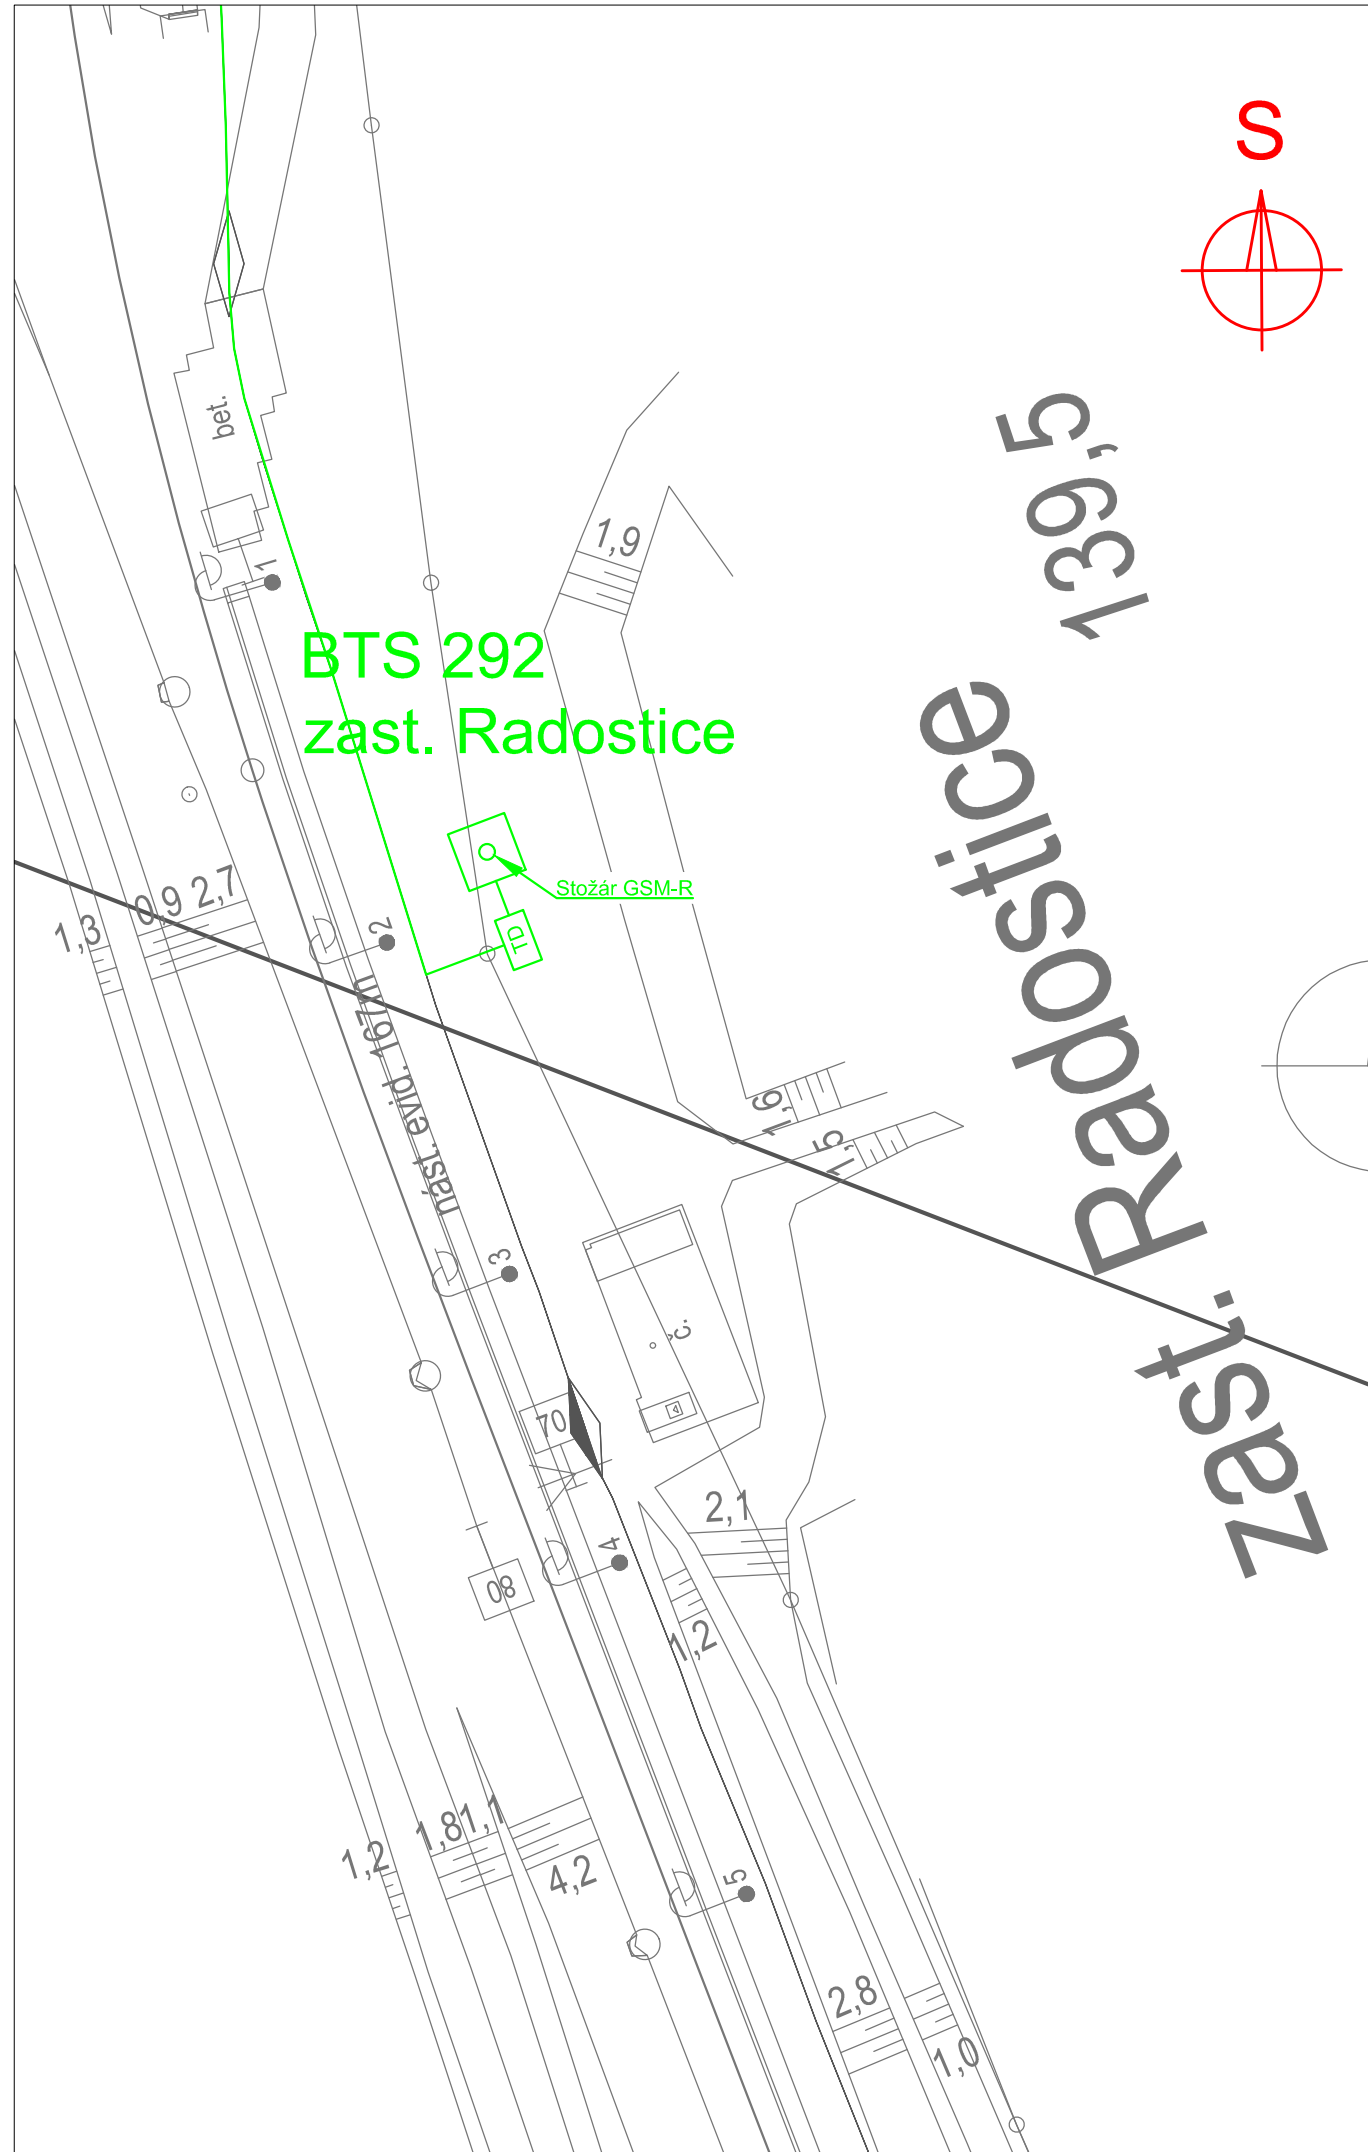 S
bet.
1
1,9
139,5
BTS 292
zast. Radostice
Stožár GSM-R
TD
1,3
0,9
2,7
2
nást. evid. 167m
1,6
1,5
zast. Radostice
3
č.
70
2,1
4
80
1,2
1,8
1,1
1,2
4,2
5
2,8
1,0